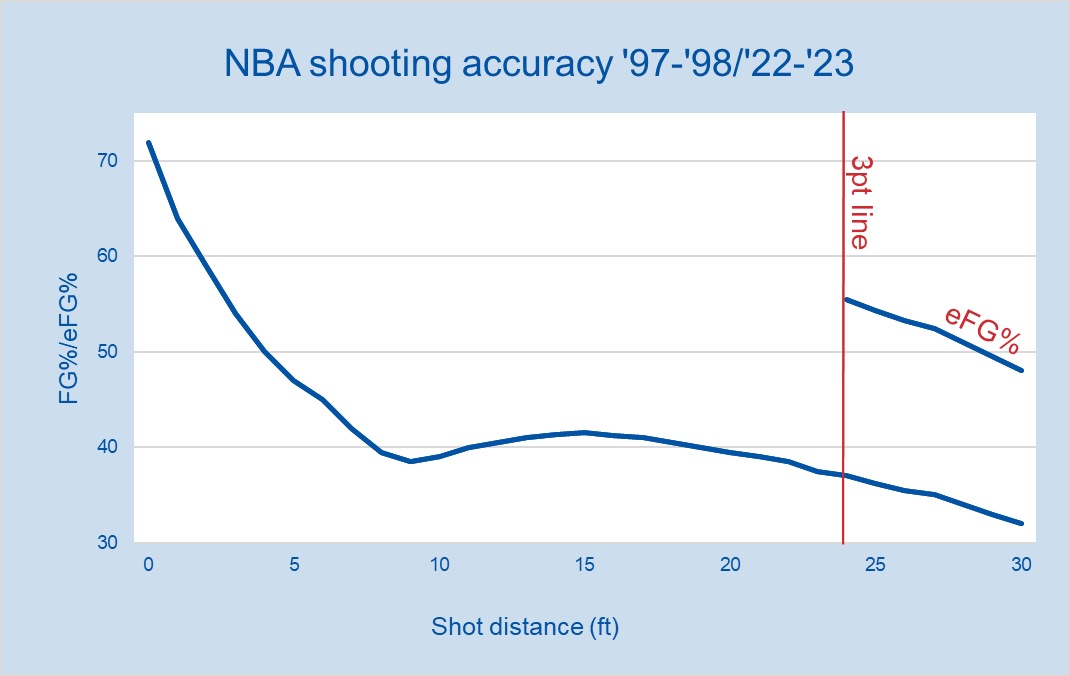 NBA shooting accuracy '97-'98/'22-'23
FG%/eFG%
70
60
50
40
30
3pt line
eFG%
0 5 10 15 20 25 30
Shot distance (ft)